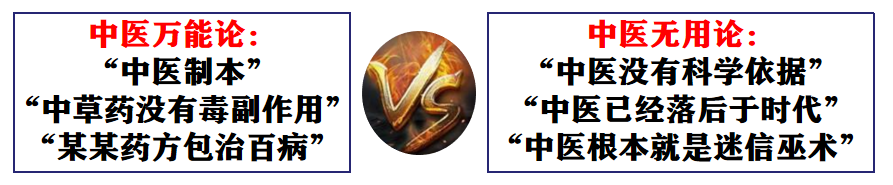 中医万能论：
“中医制本”
“中草药没有毒副作用”
“某某药方包治百病”
VS
中医无用论：
“中医没有科学依据”
“中医已经落后于时代”
“中医根本就是迷信巫术”